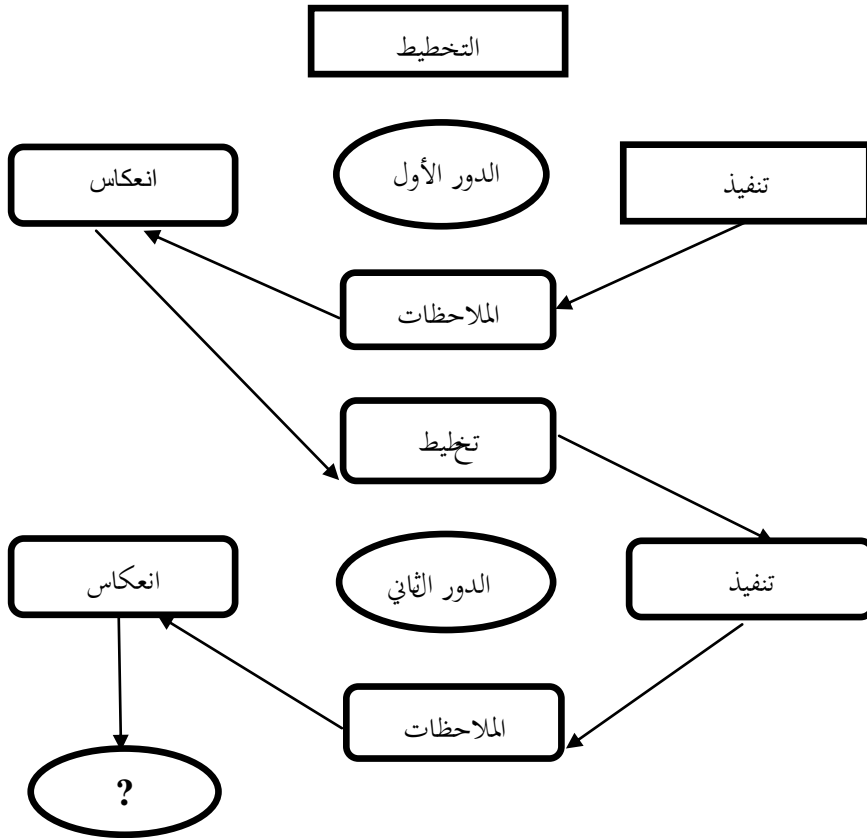 التخطيط
تنفيذ
الدور الأول
انعكاس
الملاحظات
تخطيط
تنفيذ
الدور الثاني
انعكاس
الملاحظات
?